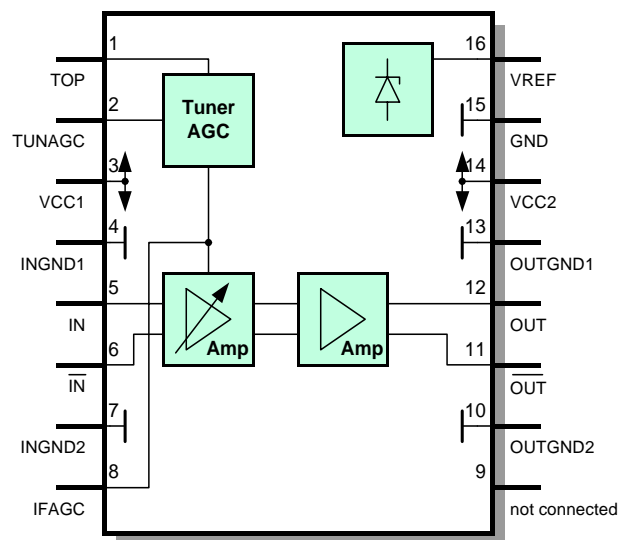 1
TOP
2
TUNAGC
3
VCC1
4
INGND1
5
IN
6
IN
7
INGND2
8
IFAGC
Tuner
AGC
Amp
Amp
16
VREF
15
GND
14
VCC2
13
OUTGND1
12
OUT
11
OUT
10
OUTGND2
9
not connected